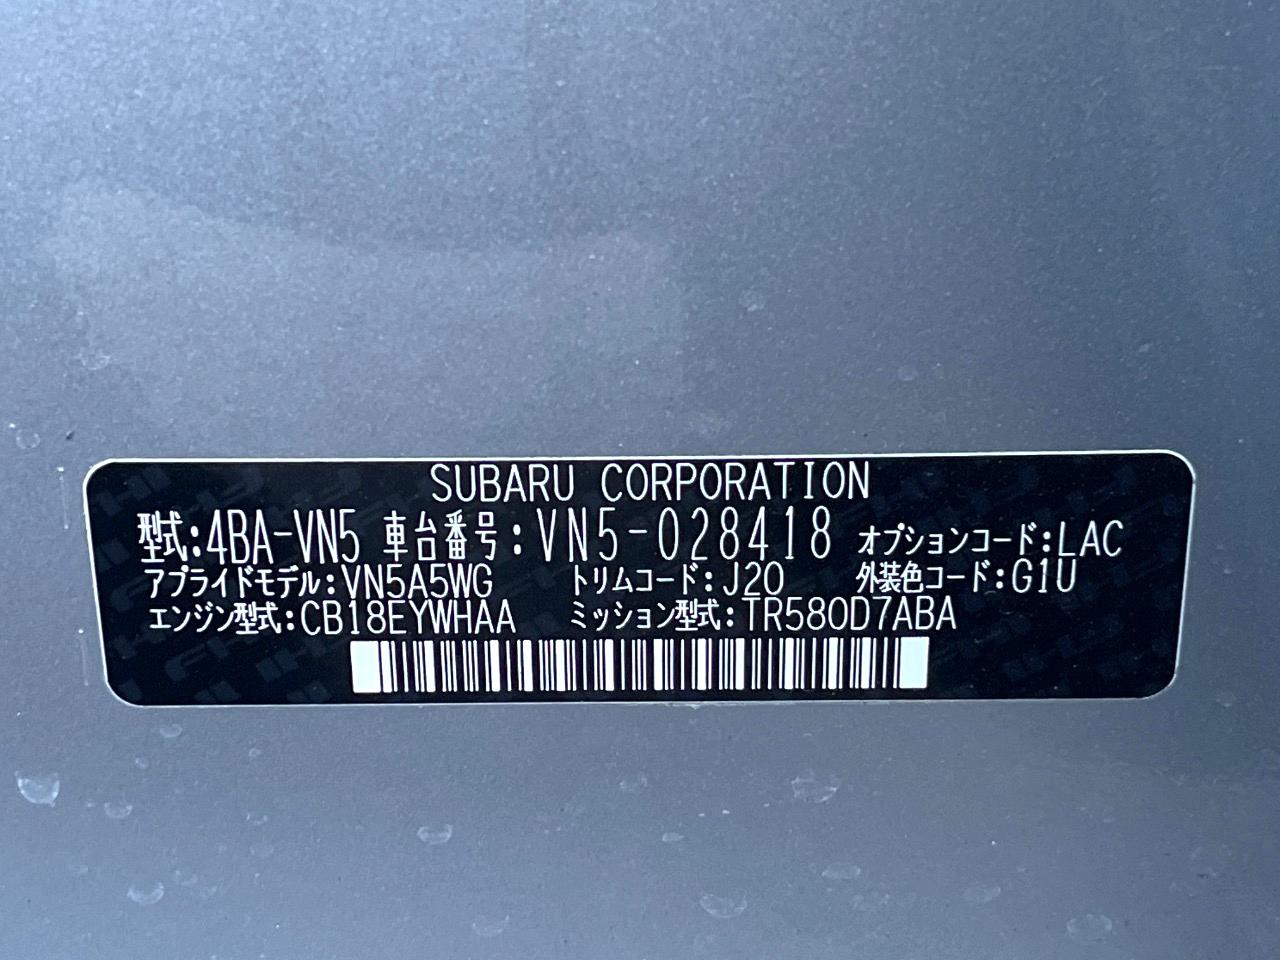 SUBARU CORPORATION
型式:4BA-VN5 車台番号:VN5-028418 オプションコード:LAC
アプライドモデル:VN5A5WG トリムコード:J20 外装色コード:G1U
エンジン型式:CB18EYWHAA ミッション型式:TR580D7ABA